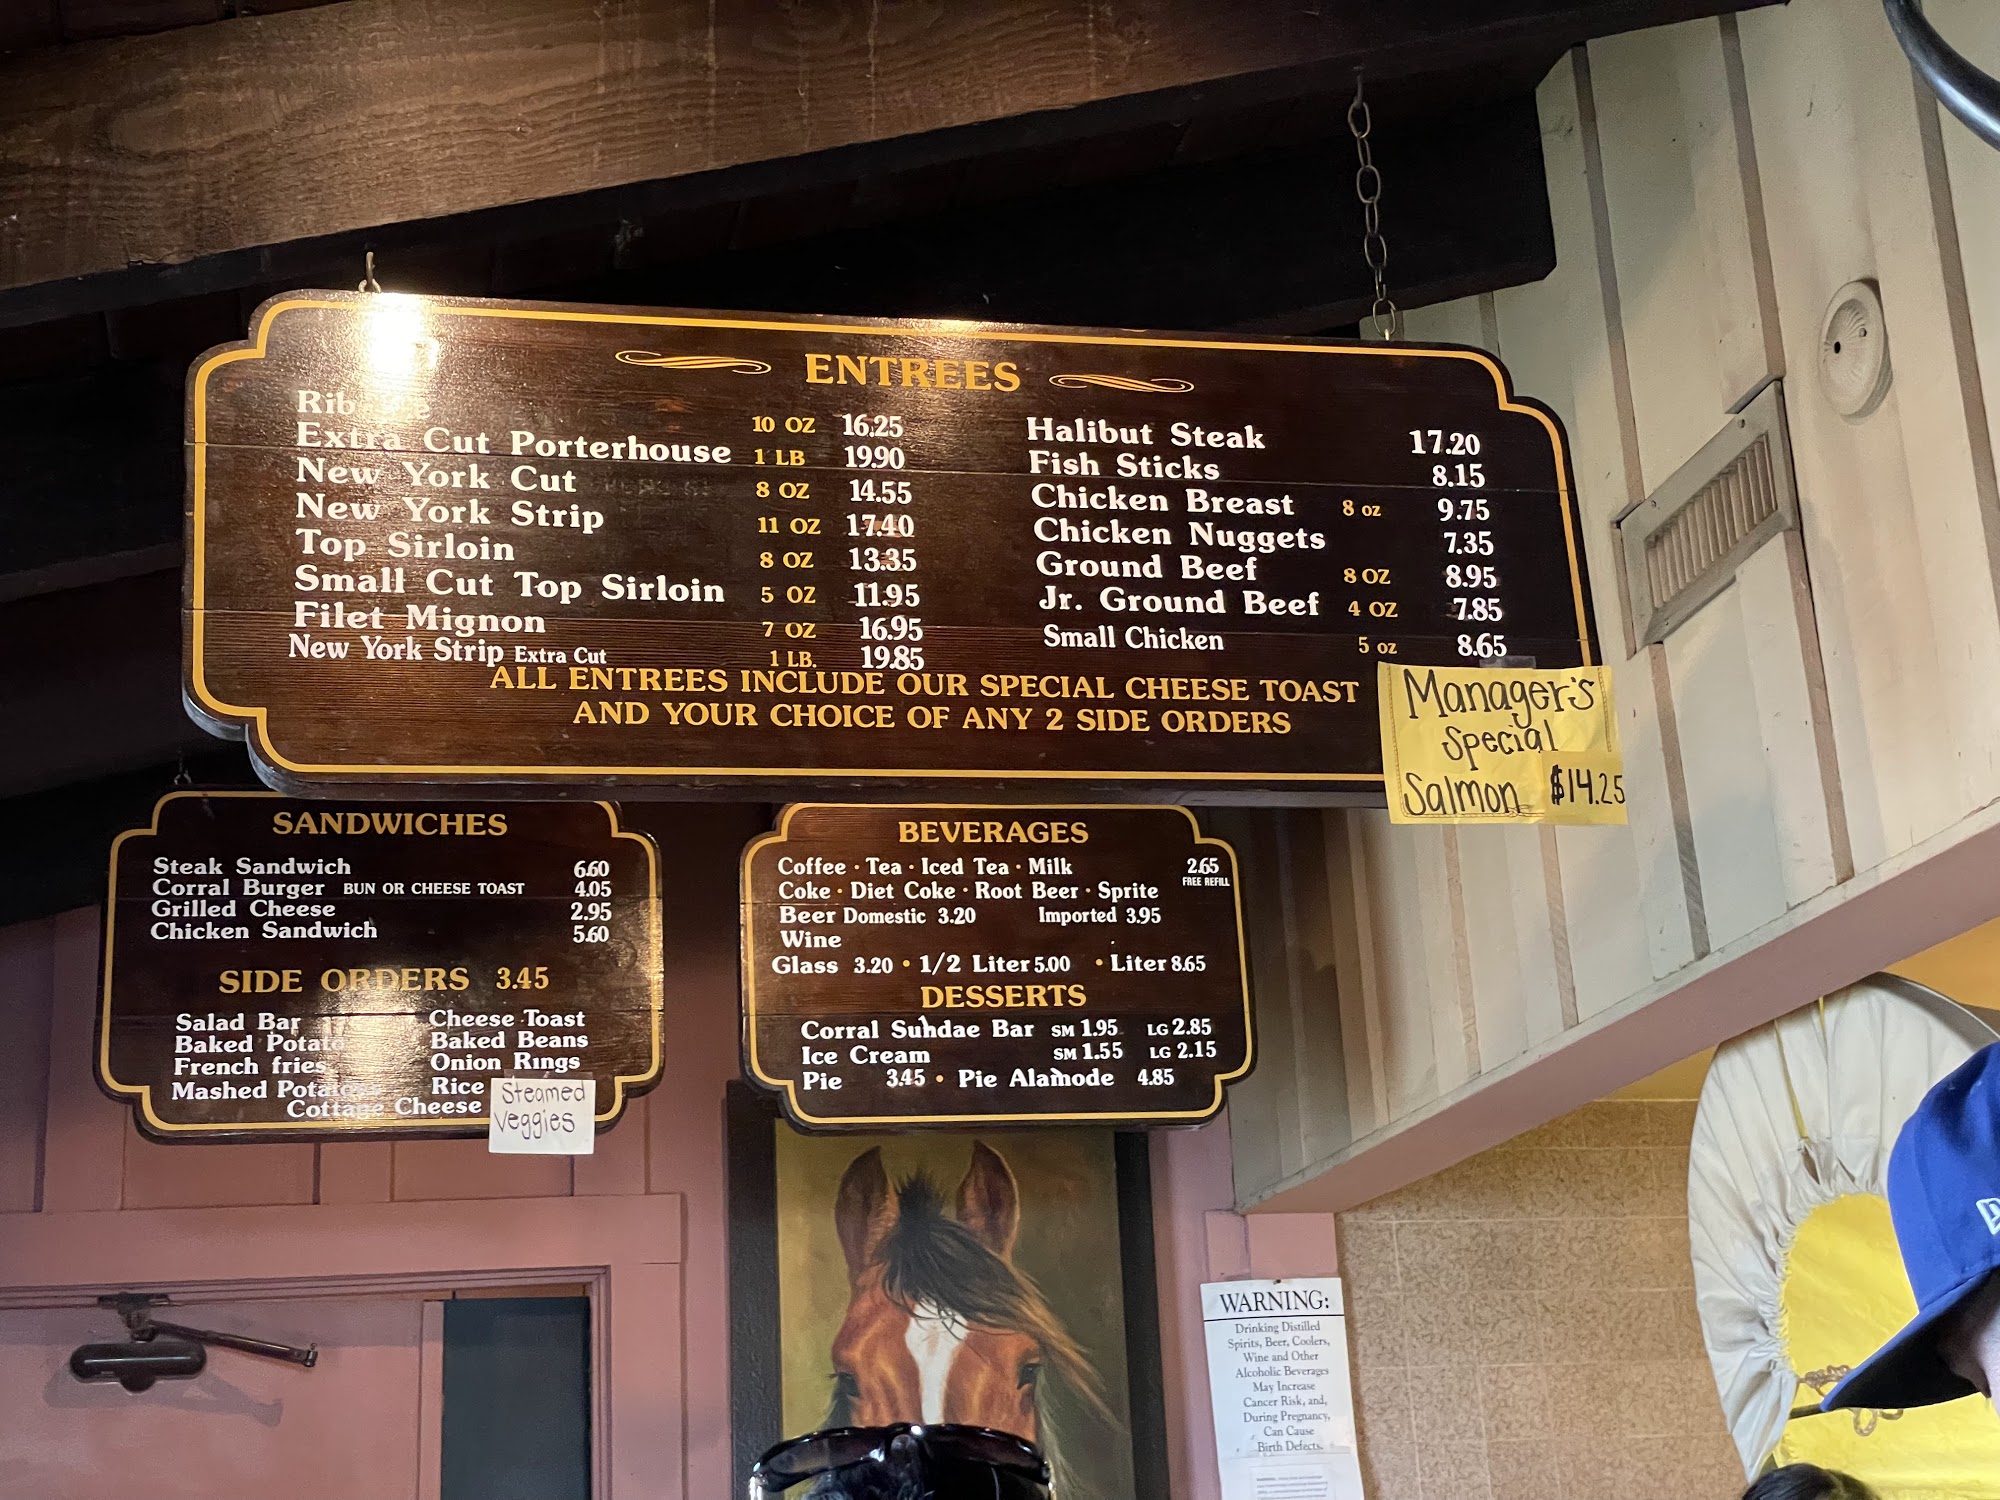 ENTREES
Rib 10 OZ 16.25
Extra Cut Porterhouse 1 LB 19.90
New York Cut 8 OZ 14.55
New York Strip 11 OZ 17.40
Top Sirloin 8 OZ 13.35
Small Cut Top Sirloin 5 OZ 11.95
Filet Mignon 7 OZ 16.95
New York Strip Extra Cut 1 LB. 19.85
Halibut Steak 17.20
Fish Sticks 8.15
Chicken Breast 8 oz 9.75
Chicken Nuggets 7.35
Ground Beef 8 OZ 8.95
Jr. Ground Beef 4 OZ 7.85
Small Chicken 5 oz 8.65
ALL ENTREES INCLUDE OUR SPECIAL CHEESE TOAST
AND YOUR CHOICE OF ANY 2 SIDE ORDERS
Manager's
Special
Salmon $14.25
SANDWICHES
Steak Sandwich 6.60
Corral Burger BUN OR CHEESE TOAST 4.05
Grilled Cheese 2.95
Chicken Sandwich 5.60
SIDE ORDERS 3.45
Salad Bar Cheese Toast
Baked Potato Baked Beans
French fries Onion Rings
Mashed Potatoes Rice
Cottage Cheese
Steamed
veggies
BEVERAGES
Coffee · Tea · Iced Tea · Milk 2.65
FREE REFILL
Coke · Diet Coke · Root Beer · Sprite
Beer Domestic 3.20 Imported 3.95
Wine
Glass 3.20 • 1/2 Liter 5.00 • Liter 8.65
DESSERTS
Corral Sundae Bar SM 1.95 LG 2.85
Ice Cream SM 1.55 LG 2.15
Pie 3.45 • Pie Alamode 4.85
WARNING:
Drinking Distilled
Spirits, Beer, Coolers,
Wine and Other
Alcoholic Beverages
May Increase
Cancer Risk, and,
During Pregnancy,
Can Cause
Birth Defects.